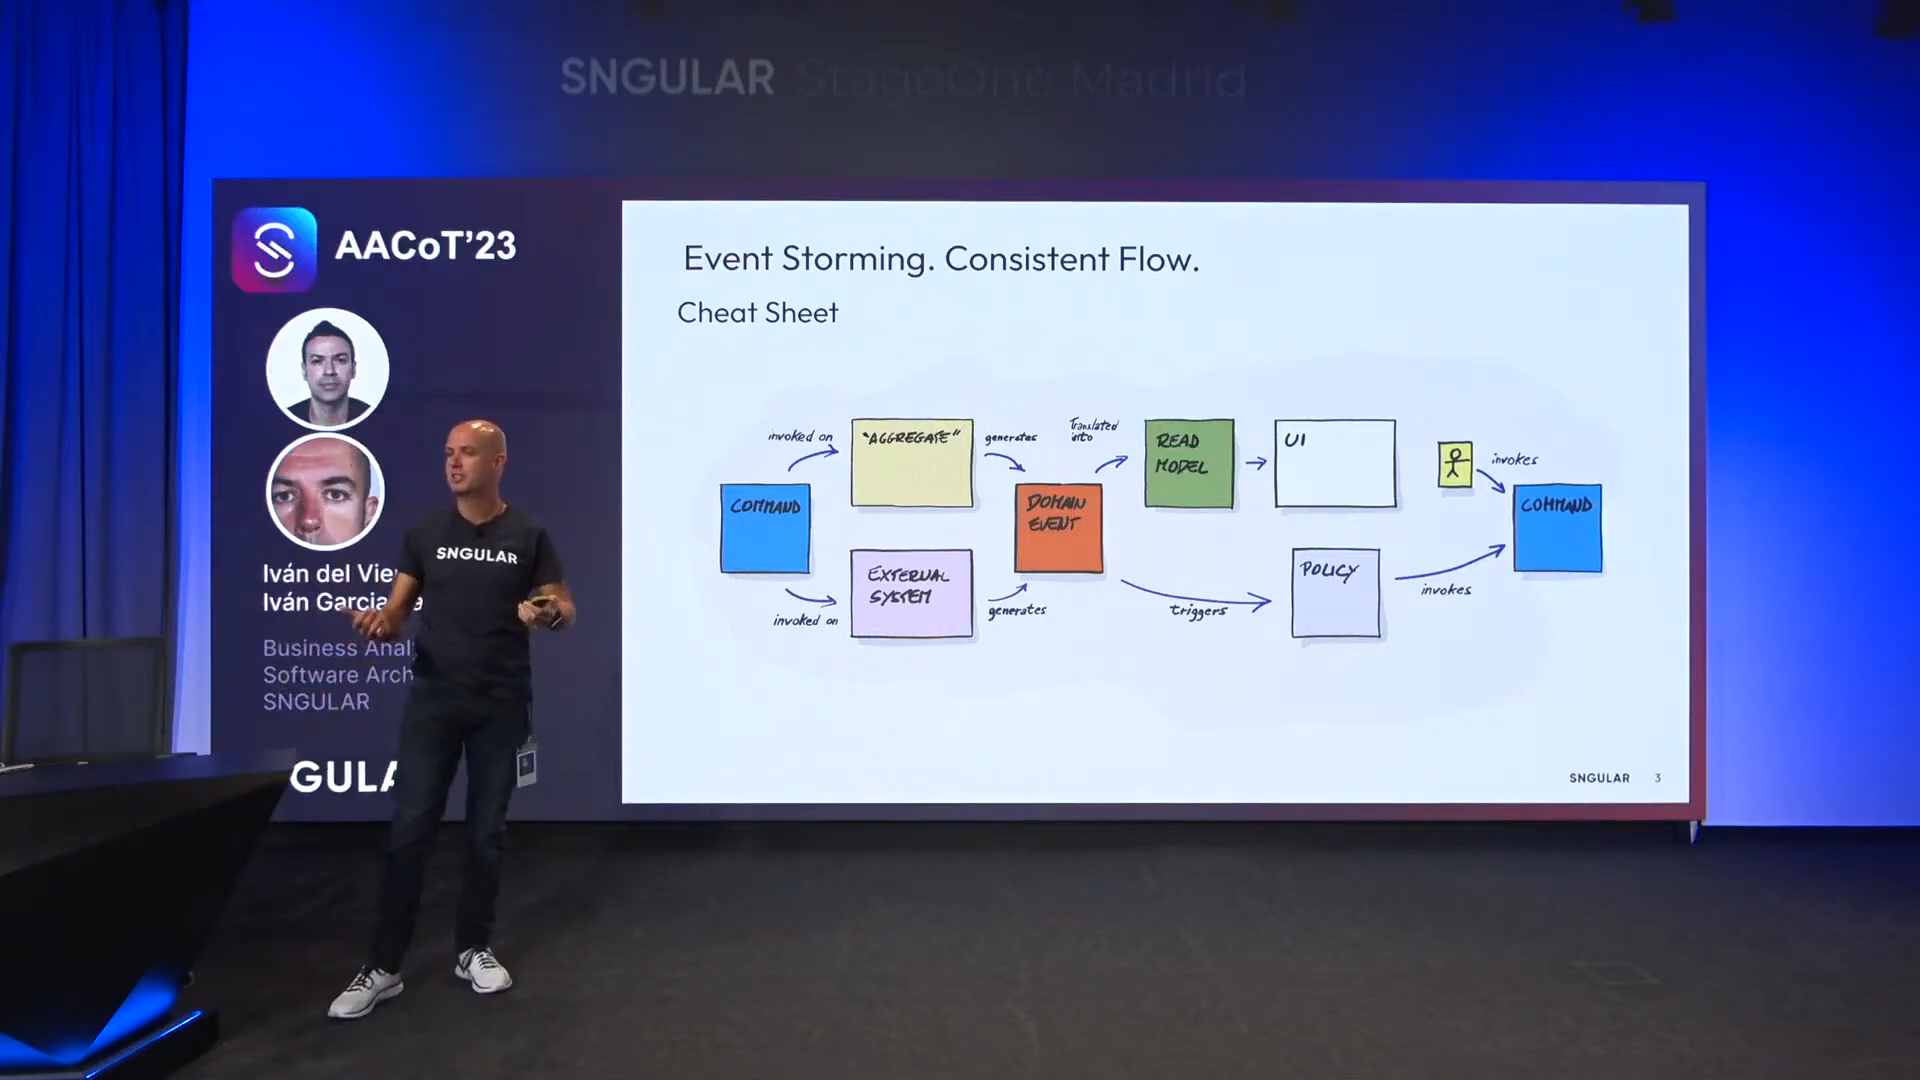 SNGULAR StageOne Madrid
AACoT’23
Iván del Vie
Iván Garcia
Business Anal
Software Arch
SNGULAR
GULA
SNGULAR
Event Storming. Consistent Flow.
Cheat Sheet
COMMAND
invoked on
"AGGREGATE"
generates
invoked on
EXTERNAL
SYSTEM
generates
DOMAIN
EVENT
Translated
into
READ
MODEL
UI
triggers
POLICY
invokes
invokes
COMMAND
SNGULAR 3